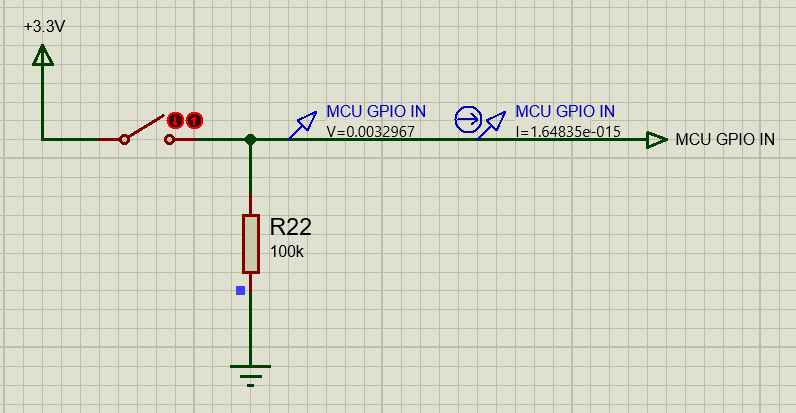 +3.3V
MCU GPIO IN
V=0.0032967
MCU GPIO IN
I=1.64835e-015
MCU GPIO IN
R22
100k